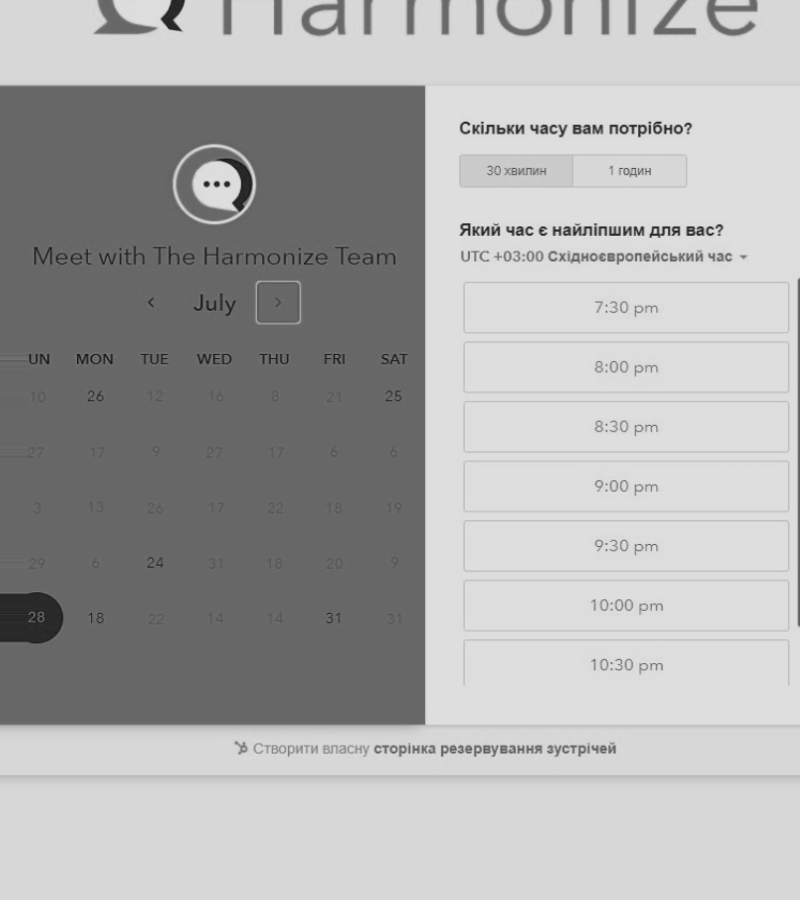 Harmonize
Meet with The Harmonize Team
July
UN MON TUE WED THU FRI SAT
10 26 12 16 8 21 25
27 17 9 27 17 6 6
3 13 26 17 22 18 19
29 6 24 31 18 20 9
28 18 22 14 14 31 31
Скільки часу вам потрібно?
30 хвилин 1 годин
Який час є найліпшим для вас?
UTC +03:00 Східноєвропейський час
7:30 pm
8:00 pm
8:30 pm
9:00 pm
9:30 pm
10:00 pm
10:30 pm
Створити власну сторінка резервування зустрічей